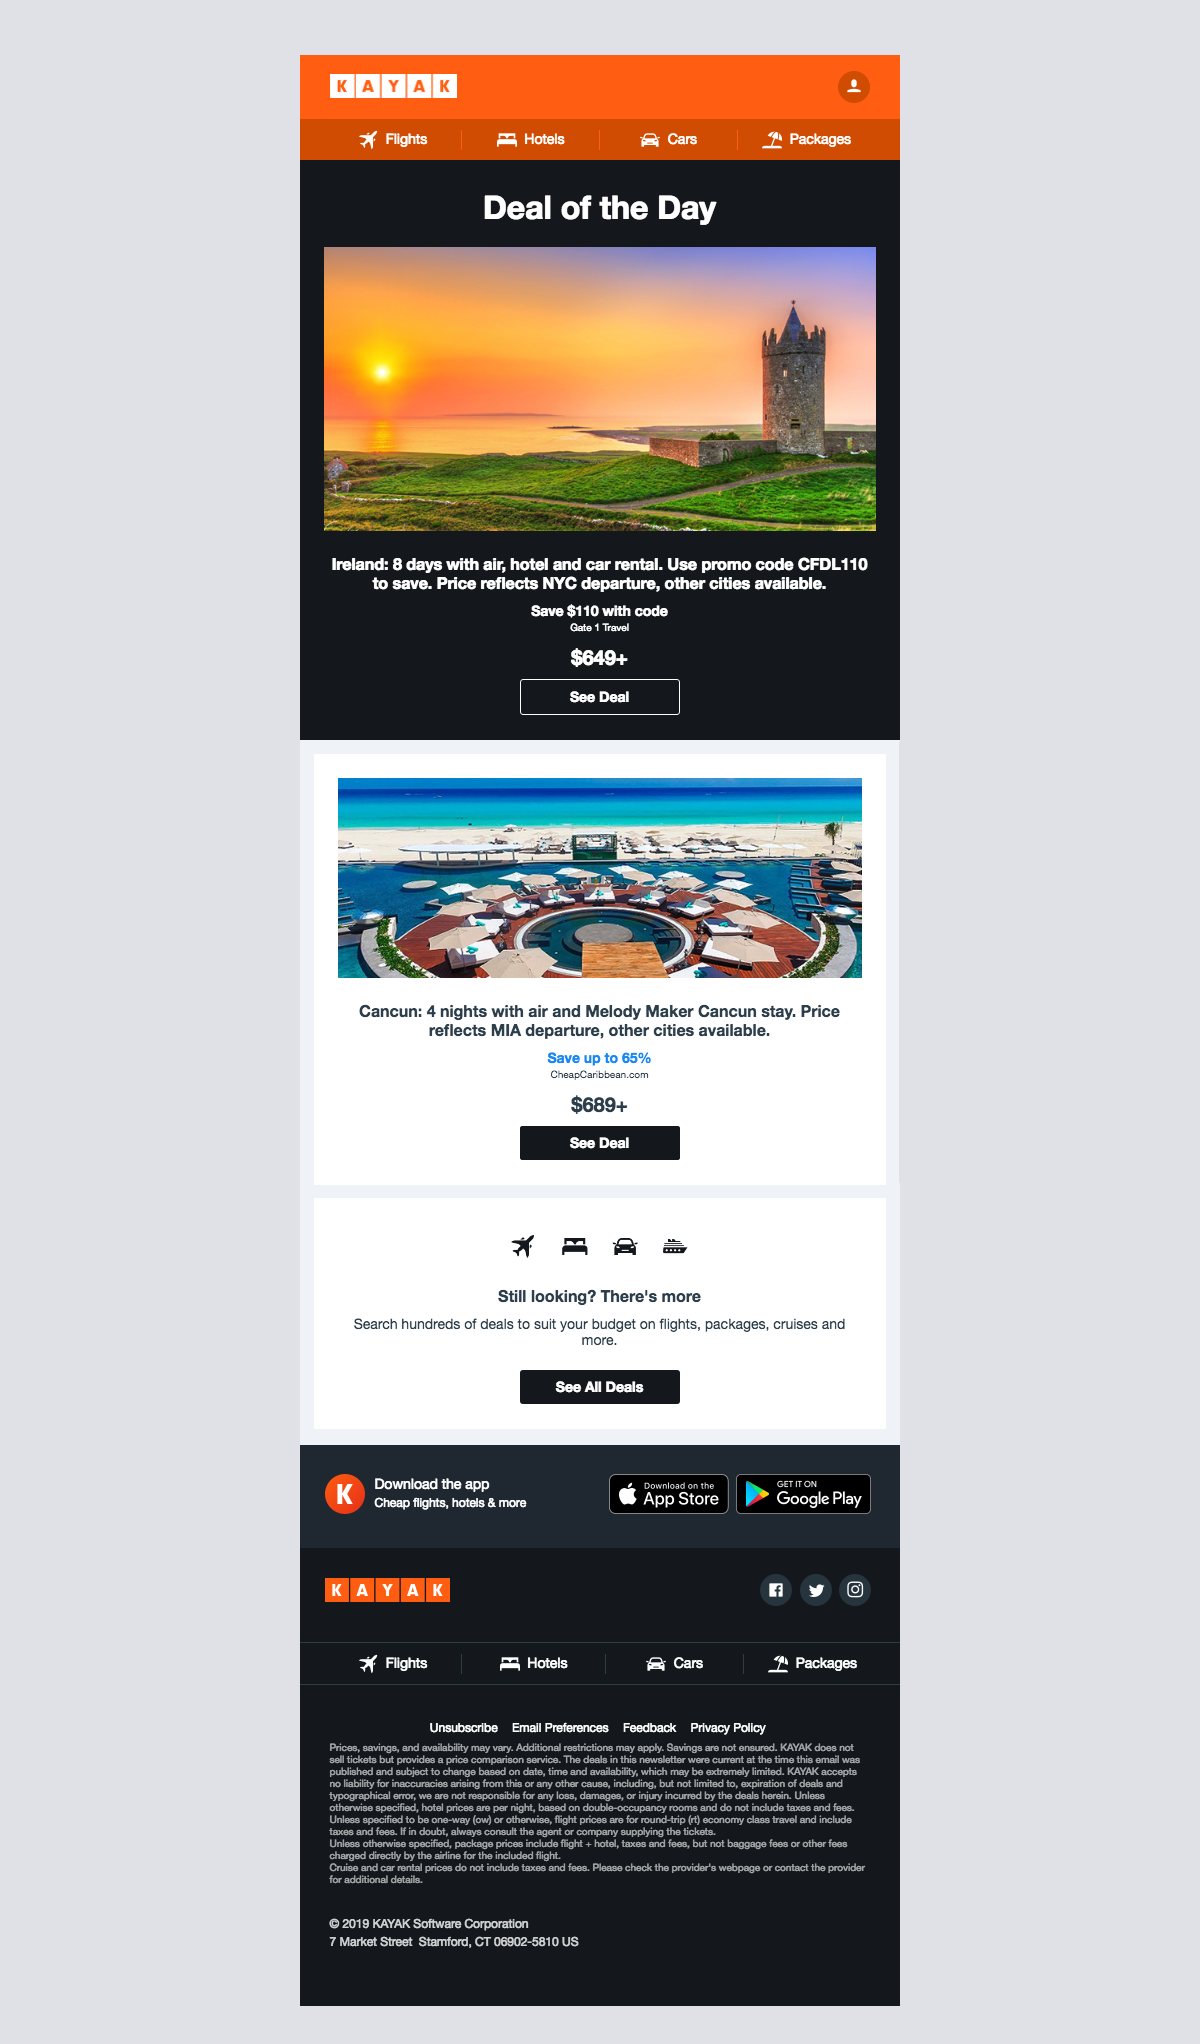 KAYAK
Flights
Hotels
Cars
Packages
Deal of the Day
Ireland: 8 days with air, hotel and car rental. Use promo code CFDL110
to save. Price reflects NYC departure, other cities available.
Save $110 with code
Gate 1 Travel
$649+
See Deal
Cancun: 4 nights with air and Melody Maker Cancun stay. Price
reflects MIA departure, other cities available.
Save up to 65%
CheapCaribbean.com
$689+
See Deal
Still looking? There's more
Search hundreds of deals to suit your budget on flights, packages, cruises and
more.
See All Deals
K
Download the app
Cheap flights, hotels & more
Download on the
App Store
GET IT ON
Google Play
KAYAK
Flights
Hotels
Cars
Packages
Unsubscribe Email Preferences Feedback Privacy Policy
Prices, savings, and availability may vary. Additional restrictions may apply. Savings are not ensured. KAYAK does not
sell tickets but provides a price comparison service. The deals in this newsletter were current at the time this email was
published and subject to change based on date, time and availability, which may be extremely limited. KAYAK accepts
no liability for inaccuracies arising from this or any other cause, including, but not limited to, expiration of deals and
typographical error, we are not responsible for any loss, damages, or injury incurred by the deals herein. Unless
otherwise specified, hotel prices are per night, based on double-occupancy rooms and do not include taxes and fees.
Unless specified to be one-way (ow) or otherwise, flight prices are for round-trip (rt) economy class travel and include
taxes and fees. If in doubt, always consult the agent or company supplying the tickets.
Unless otherwise specified, package prices include flight + hotel, taxes and fees, but not baggage fees or other fees
charged directly by the airline for the included flight.
Cruise and car rental prices do not include taxes and fees. Please check the provider's webpage or contact the provider
for additional details.
© 2019 KAYAK Software Corporation
7 Market Street Stamford, CT 06902-5810 US